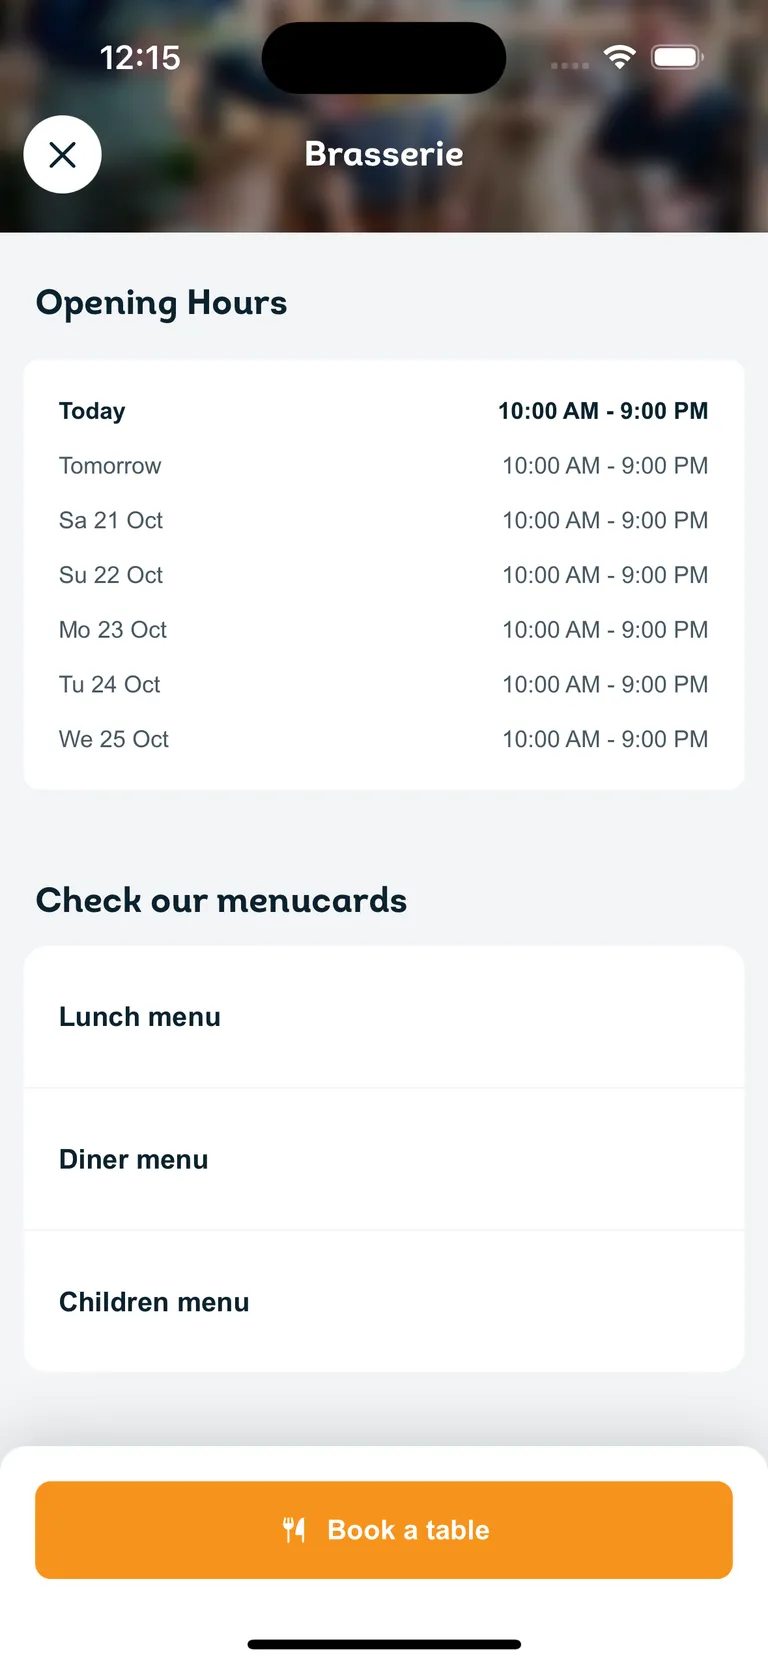 12:15
Brasserie
Opening Hours
Today 10:00 AM - 9:00 PM
Tomorrow 10:00 AM - 9:00 PM
Sa 21 Oct 10:00 AM - 9:00 PM
Su 22 Oct 10:00 AM - 9:00 PM
Mo 23 Oct 10:00 AM - 9:00 PM
Tu 24 Oct 10:00 AM - 9:00 PM
We 25 Oct 10:00 AM - 9:00 PM
Check our menucards
Lunch menu
Diner menu
Children menu
Book a table